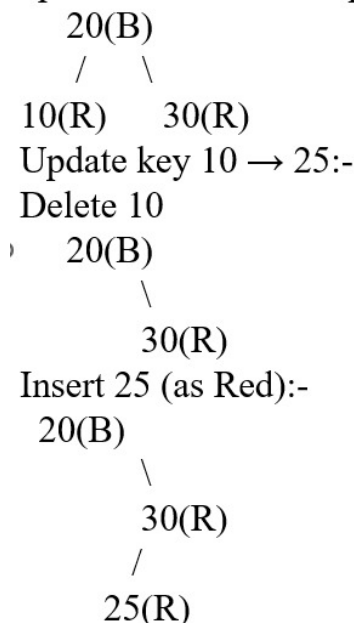 20(B)
/ \
10(R) 30(R)
Update key 10 → 25:-
Delete 10
20(B)
\
30(R)
Insert 25 (as Red):-
20(B)
\
30(R)
/
25(R)